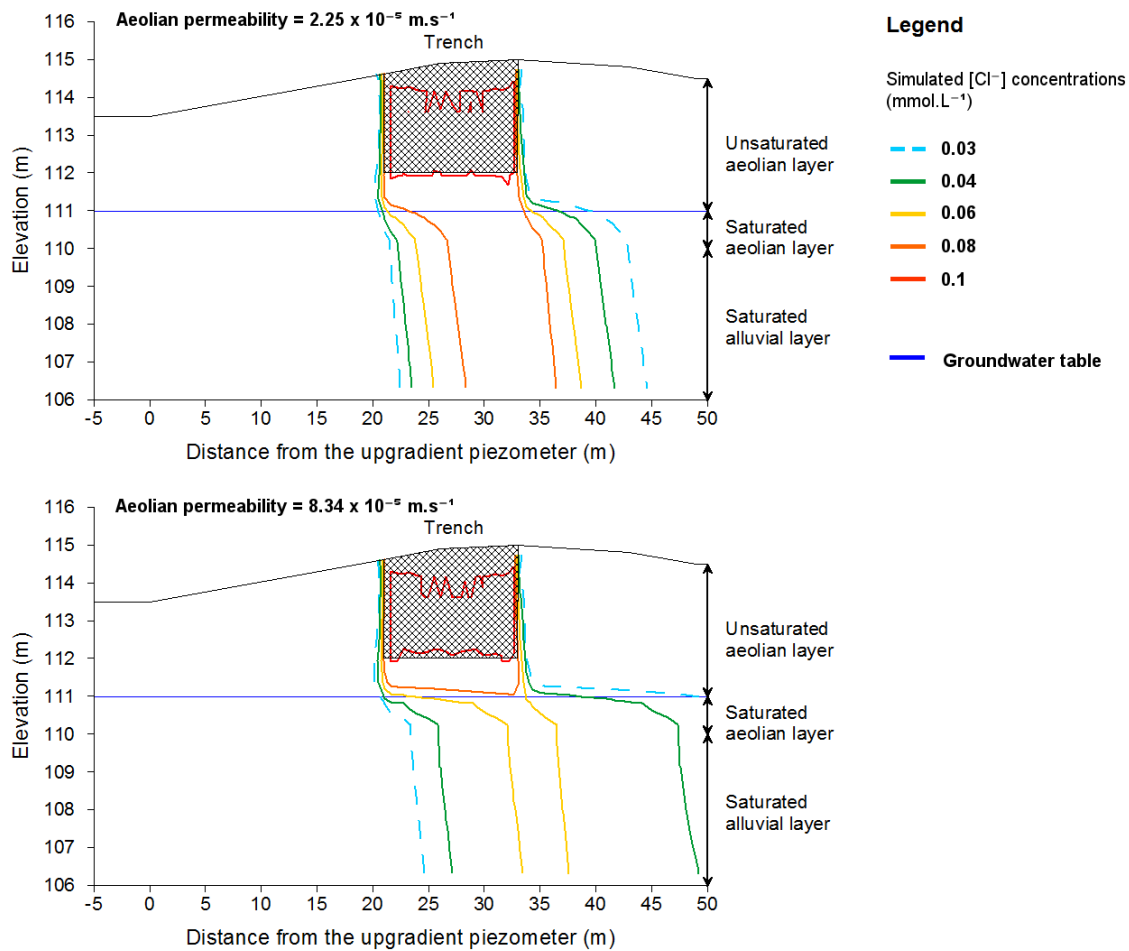 Aeolian permeability = 2.25 x 10⁻⁵ m.s⁻¹
Trench
116
115
114
113
112
111
110
109
108
107
106
Elevation (m)
-5 0 5 10 15 20 25 30 35 40 45 50
Distance from the upgradient piezometer (m)
Unsaturated
aeolian layer
Saturated
aeolian layer
Saturated
alluvial layer
Legend
Simulated [Cl⁻] concentrations
(mmol.L⁻¹)
0.03
0.04
0.06
0.08
0.1
Groundwater table
Aeolian permeability = 8.34 x 10⁻⁵ m.s⁻¹
Trench
116
115
114
113
112
111
110
109
108
107
106
Elevation (m)
-5 0 5 10 15 20 25 30 35 40 45 50
Distance from the upgradient piezometer (m)
Unsaturated
aeolian layer
Saturated
aeolian layer
Saturated
alluvial layer